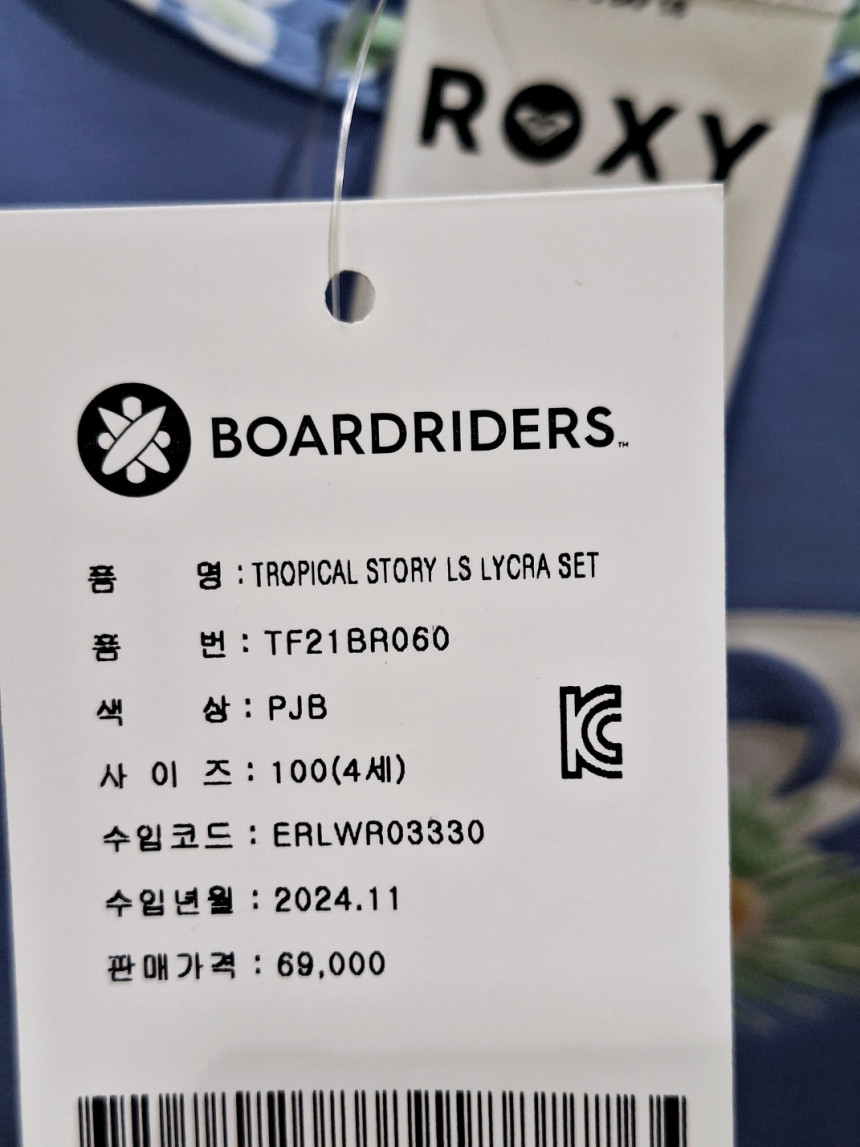 ROXY
BOARDRIDERS™
품 명 : TROPICAL STORY LS LYCRA SET
품 번 : TF21BR060
색 상 : PJB
사 이 즈 : 100(4세)
수입코드 : ERLWR03330
수입년월 : 2024.11
판매가격 : 69,000